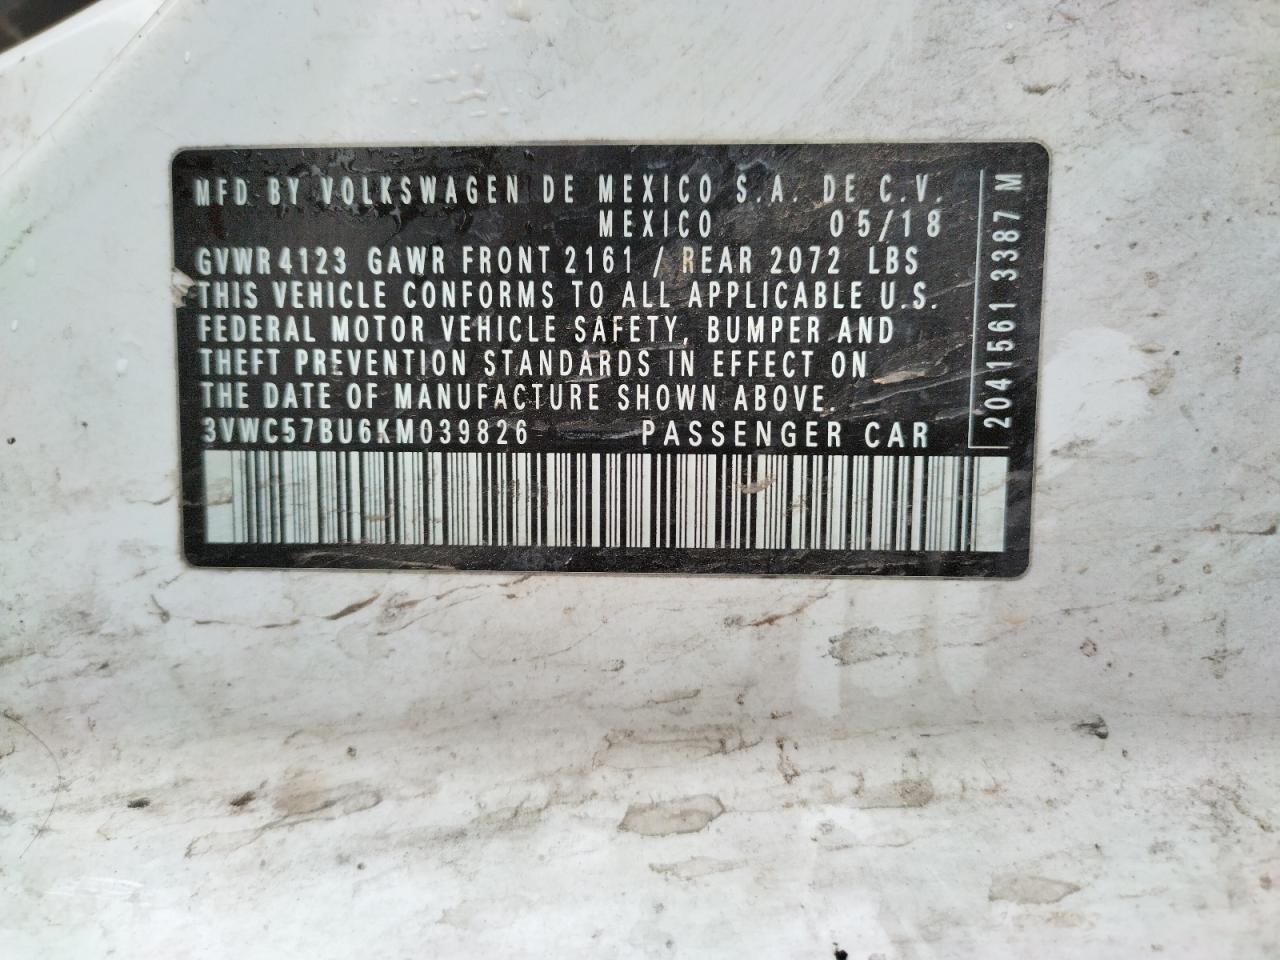 MFD BY VOLKSWAGEN DE MEXICO S.A. DE C.V.
MEXICO 05/18
GVWR 4123 GAWR FRONT 2161 / REAR 2072 LBS
THIS VEHICLE CONFORMS TO ALL APPLICABLE U.S.
FEDERAL MOTOR VEHICLE SAFETY, BUMPER AND
THEFT PREVENTION STANDARDS IN EFFECT ON
THE DATE OF MANUFACTURE SHOWN ABOVE.
3VWC57BU6KM039826 PASSENGER CAR
2041561 3387 M